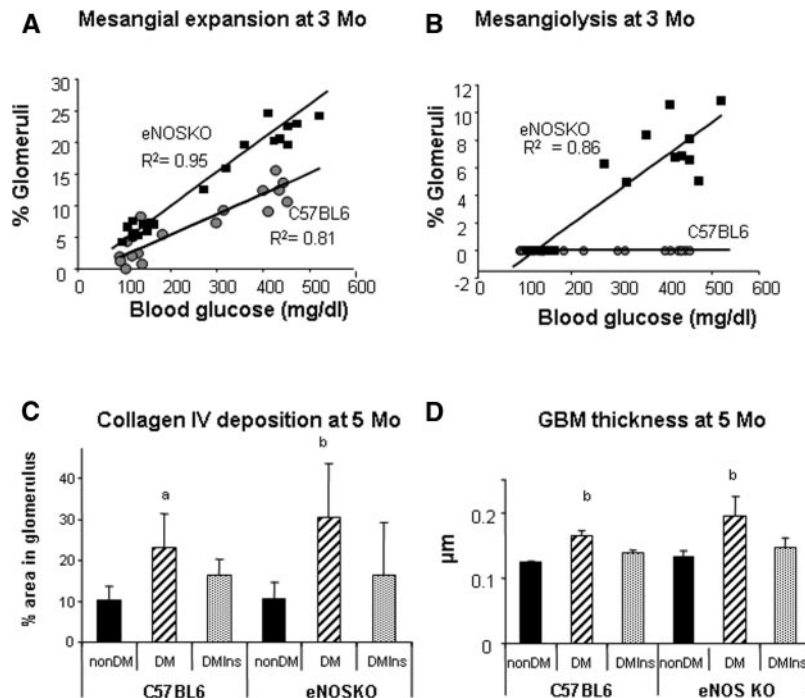 A Mesangial expansion at 3 Mo
30
25
20
15
10
5
0
% Glomeruli
eNOSKO
R²= 0.95
C57BL6
R²= 0.81
0 100 200 300 400 500 600
Blood glucose (mg/dl)
B Mesangiolysis at 3 Mo
12
10
8
6
4
2
0
-2
% Glomeruli
eNOSKO
R² = 0.86
C57BL6
0 200 400 600
Blood glucose (mg/dl)
C Collagen IV deposition at 5 Mo
% area in glomerulus
40
30
20
10
0
a
b
nonDM DM DMIns nonDM DM DMIns
C57BL6 eNOSKO
D GBM thickness at 5 Mo
µm
0.2
0.1
0
b
b
nonDM DM DMIns nonDM DM DMIns
C57BL6 eNOS KO